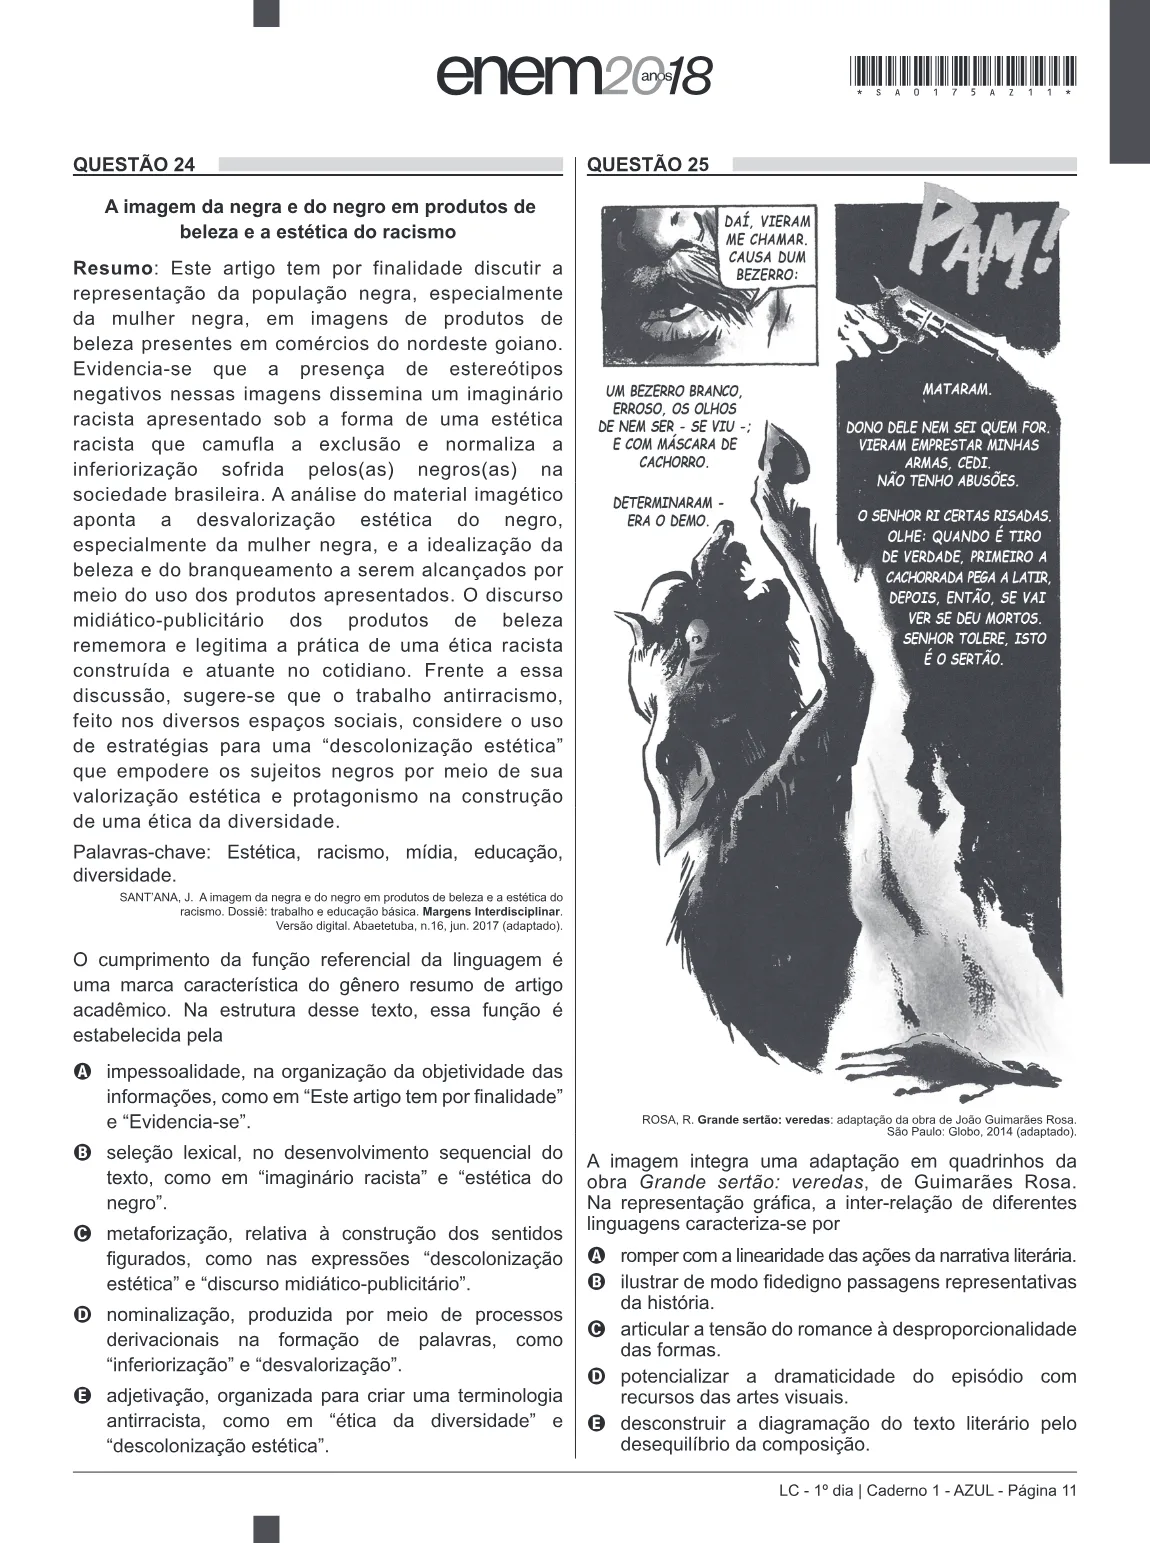 enem20anos18
*SA0175AZ11*
QUESTÃO 24
A imagem da negra e do negro em produtos de
beleza e a estética do racismo
Resumo: Este artigo tem por finalidade discutir a
representação da população negra, especialmente
da mulher negra, em imagens de produtos de
beleza presentes em comércios do nordeste goiano.
Evidencia-se que a presença de estereótipos
negativos nessas imagens dissemina um imaginário
racista apresentado sob a forma de uma estética
racista que camufla a exclusão e normaliza a
inferiorização sofrida pelos(as) negros(as) na
sociedade brasileira. A análise do material imagético
aponta a desvalorização estética do negro,
especialmente da mulher negra, e a idealização da
beleza e do branqueamento a serem alcançados por
meio do uso dos produtos apresentados. O discurso
midiático-publicitário dos produtos de beleza
rememora e legitima a prática de uma ética racista
construída e atuante no cotidiano. Frente a essa
discussão, sugere-se que o trabalho antirracismo,
feito nos diversos espaços sociais, considere o uso
de estratégias para uma “descolonização estética”
que empodere os sujeitos negros por meio de sua
valorização estética e protagonismo na construção
de uma ética da diversidade.
Palavras-chave: Estética, racismo, mídia, educação,
diversidade.
SANT’ANA, J. A imagem da negra e do negro em produtos de beleza e a estética do
racismo. Dossiê: trabalho e educação básica. Margens Interdisciplinar.
Versão digital. Abaetetuba, n.16, jun. 2017 (adaptado).
O cumprimento da função referencial da linguagem é
uma marca característica do gênero resumo de artigo
acadêmico. Na estrutura desse texto, essa função é
estabelecida pela
A impessoalidade, na organização da objetividade das
informações, como em “Este artigo tem por finalidade”
e “Evidencia-se”.
B seleção lexical, no desenvolvimento sequencial do
texto, como em “imaginário racista” e “estética do
negro”.
C metaforização, relativa à construção dos sentidos
figurados, como nas expressões “descolonização
estética” e “discurso midiático-publicitário”.
D nominalização, produzida por meio de processos
derivacionais na formação de palavras, como
“inferiorização” e “desvalorização”.
E adjetivação, organizada para criar uma terminologia
antirracista, como em “ética da diversidade” e
“descolonização estética”.
QUESTÃO 25
DAÍ, VIERAM
ME CHAMAR.
CAUSA DUM
BEZERRO:
UM BEZERRO BRANCO,
ERROSO, OS OLHOS
DE NEM SER - SE VIU -;
E COM MÁSCARA DE
CACHORRO.
DETERMINARAM -
ERA O DEMO.
PAM!
MATARAM.
DONO DELE NEM SEI QUEM FOR.
VIERAM EMPRESTAR MINHAS
ARMAS, CEDI.
NÃO TENHO ABUSÕES.
O SENHOR RI CERTAS RISADAS.
OLHE: QUANDO É TIRO
DE VERDADE, PRIMEIRO A
CACHORRADA PEGA A LATIR,
DEPOIS, ENTÃO, SE VAI
VER SE DEU MORTOS.
SENHOR TOLERE, ISTO
É O SERTÃO.
ROSA, R. Grande sertão: veredas: adaptação da obra de João Guimarães Rosa.
São Paulo: Globo, 2014 (adaptado).
A imagem integra uma adaptação em quadrinhos da
obra Grande sertão: veredas, de Guimarães Rosa.
Na representação gráfica, a inter-relação de diferentes
linguagens caracteriza-se por
A romper com a linearidade das ações da narrativa literária.
B ilustrar de modo fidedigno passagens representativas
da história.
C articular a tensão do romance à desproporcionalidade
das formas.
D potencializar a dramaticidade do episódio com
recursos das artes visuais.
E desconstruir a diagramação do texto literário pelo
desequilíbrio da composição.
LC - 1º dia | Caderno 1 - AZUL - Página 11